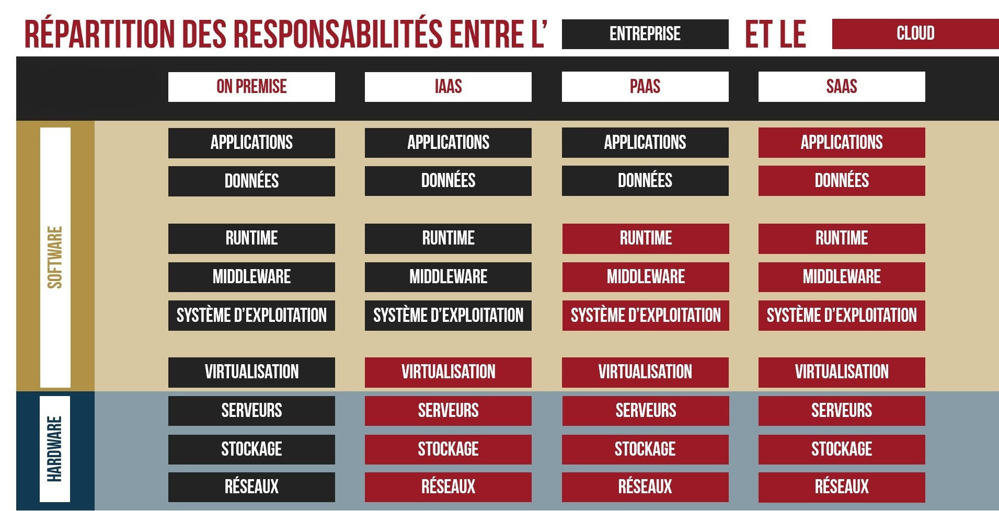 RÉPARTITION DES RESPONSABILITÉS ENTRE L’ ENTREPRISE ET LE CLOUD
ON PREMISE IAAS PAAS SAAS
SOFTWARE
APPLICATIONS APPLICATIONS APPLICATIONS APPLICATIONS
DONNÉES DONNÉES DONNÉES DONNÉES
RUNTIME RUNTIME RUNTIME RUNTIME
MIDDLEWARE MIDDLEWARE MIDDLEWARE MIDDLEWARE
SYSTÈME D’EXPLOITATION SYSTÈME D’EXPLOITATION SYSTÈME D’EXPLOITATION SYSTÈME D’EXPLOITATION
VIRTUALISATION VIRTUALISATION VIRTUALISATION VIRTUALISATION
HARDWARE
SERVEURS SERVEURS SERVEURS SERVEURS
STOCKAGE STOCKAGE STOCKAGE STOCKAGE
RÉSEAUX RÉSEAUX RÉSEAUX RÉSEAUX